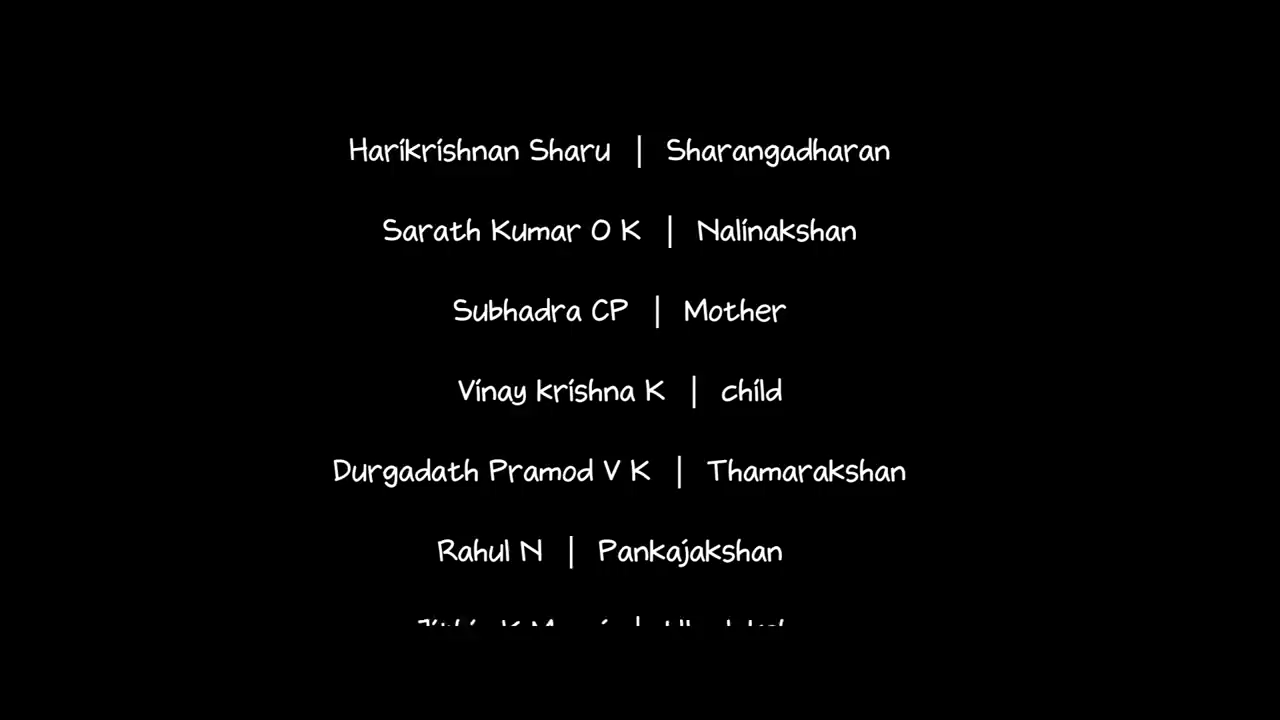 Harikrishnan Sharu | Sharangadharan
Sarath Kumar O K | Nalinakshan
Subhadra CP | Mother
Vinay krishna K | child
Durgadath Pramod V K | Thamarakshan
Rahul N | Pankajakshan
K |